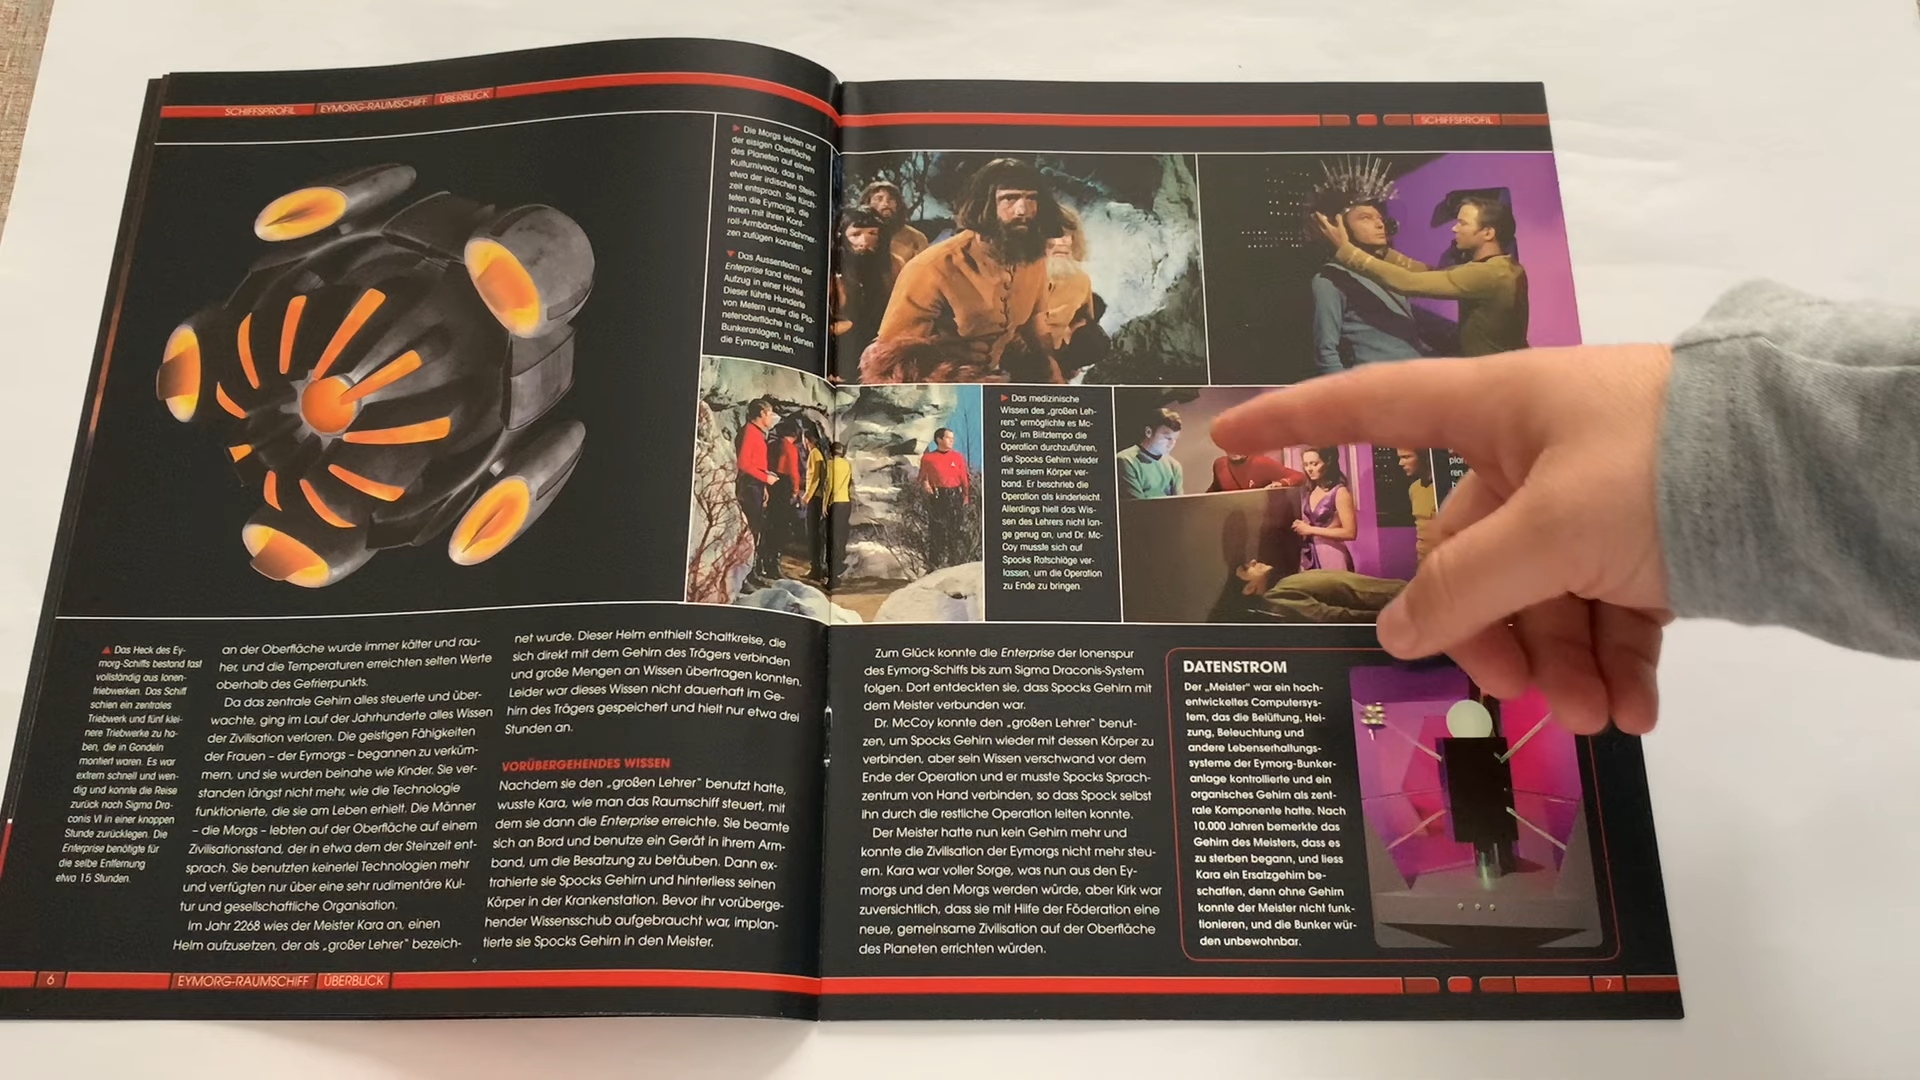 SCHIFFSPROFIL EYMORG-RAUMSCHIFF ÜBERBLICK
▶ Die Morgs lebten auf
der eisigen Oberfläche
des Planeten auf einem
Kulturniveau, das in
etwa der irdischen Stein-
zeit entsprach. Sie fürch-
teten die Eymorgs, die
ihnen mit ihren Kont-
roll-Armbändern Schmer-
zen zufügen konnten.
▼ Das Aussenteam der
Enterprise fand einen
Aufzug in einer Höhle.
Dieser führte Hunderte
von Metern unter die Pla-
netenoberfläche in die
Bunkeranlagen, in denen
die Eymorgs lebten.
▲ Das Heck des Ey-
morg-Schiffs bestand fast
vollständig aus Ionen-
triebwerken. Das Schiff
schien ein zentrales
Triebwerk und fünf klei-
nere Triebwerke zu ha-
ben, die in Gondeln
montiert waren. Es war
extrem schnell und wen-
dig und konnte die Reise
zurück nach Sigma Dra-
conis VI in einer knappen
Stunde zurücklegen. Die
Enterprise benötigte für
die selbe Entfernung
etwa 15 Stunden.
an der Oberfläche wurde immer kälter und rau-
her, und die Temperaturen erreichten selten Werte
oberhalb des Gefrierpunkts.
Da das zentrale Gehirn alles steuerte und über-
wachte, ging im Lauf der Jahrhunderte alles Wissen
der Zivilisation verloren. Die geistigen Fähigkeiten
der Frauen – der Eymorgs – begannen zu verküm-
mern, und sie wurden beinahe wie Kinder. Sie ver-
standen längst nicht mehr, wie die Technologie
funktionierte, die sie am Leben erhielt. Die Männer
– die Morgs – lebten auf der Oberfläche auf einem
Zivilisationsstand, der in etwa dem der Steinzeit ent-
sprach. Sie benutzten keinerlei Technologien mehr
und verfügten nur über eine sehr rudimentäre Kul-
tur und gesellschaftliche Organisation.
Im Jahr 2268 wies der Meister Kara an, einen
Helm aufzusetzen, der als „großer Lehrer" bezeich-
net wurde. Dieser Helm enthielt Schaltkreise, die
sich direkt mit dem Gehirn des Trägers verbinden
und große Mengen an Wissen übertragen konnten.
Leider war dieses Wissen nicht dauerhaft im Ge-
hirn des Trägers gespeichert und hielt nur etwa drei
Stunden an.
VORÜBERGEHENDES WISSEN
Nachdem sie den „großen Lehrer" benutzt hatte,
wusste Kara, wie man das Raumschiff steuert, mit
dem sie dann die Enterprise erreichte. Sie beamte
sich an Bord und benutze ein Gerät in ihrem Arm-
band, um die Besatzung zu betäuben. Dann ex-
trahierte sie Spocks Gehirn und hinterliess seinen
Körper in der Krankenstation. Bevor ihr vorüberge-
hender Wissensschub aufgebraucht war, implan-
tierte sie Spocks Gehirn in den Meister.
6 EYMORG-RAUMSCHIFF ÜBERBLICK
SCHIFFSPROFIL
▶ Das medizinische
Wissen des „großen Leh-
rers" ermöglichte es Mc-
Coy, im Blitztempo die
Operation durchzuführen,
die Spocks Gehirn wieder
mit seinem Körper ver-
band. Er beschrieb die
Operation als kinderleicht.
Allerdings hielt das Wis-
sen des Lehrers nicht lan-
ge genug an, und Dr. Mc-
Coy musste sich auf
Spocks Ratschläge ver-
lassen, um die Operation
zu Ende zu bringen.
Zum Glück konnte die Enterprise der Ionenspur
des Eymorg-Schiffs bis zum Sigma Draconis-System
folgen. Dort entdeckten sie, dass Spocks Gehirn mit
dem Meister verbunden war.
Dr. McCoy konnte den „großen Lehrer" benut-
zen, um Spocks Gehirn wieder mit dessen Körper zu
verbinden, aber sein Wissen verschwand vor dem
Ende der Operation und er musste Spocks Sprach-
zentrum von Hand verbinden, so dass Spock selbst
ihn durch die restliche Operation leiten konnte.
Der Meister hatte nun kein Gehirn mehr und
konnte die Zivilisation der Eymorgs nicht mehr steu-
ern. Kara war voller Sorge, was nun aus den Ey-
morgs und den Morgs werden würde, aber Kirk war
zuversichtlich, dass sie mit Hilfe der Föderation eine
neue, gemeinsame Zivilisation auf der Oberfläche
des Planeten errichten würden.
DATENSTROM
Der „Meister" war ein hoch-
entwickeltes Computersys-
tem, das die Belüftung, Hei-
zung, Beleuchtung und
andere Lebenserhaltungs-
systeme der Eymorg-Bunker-
anlage kontrollierte und ein
organisches Gehirn als zent-
rale Komponente hatte. Nach
10.000 Jahren bemerkte das
Gehirn des Meisters, dass es
zu sterben begann, und liess
Kara ein Ersatzgehirn be-
schaffen, denn ohne Gehirn
konnte der Meister nicht funk-
tionieren, und die Bunker wür-
den unbewohnbar.
7